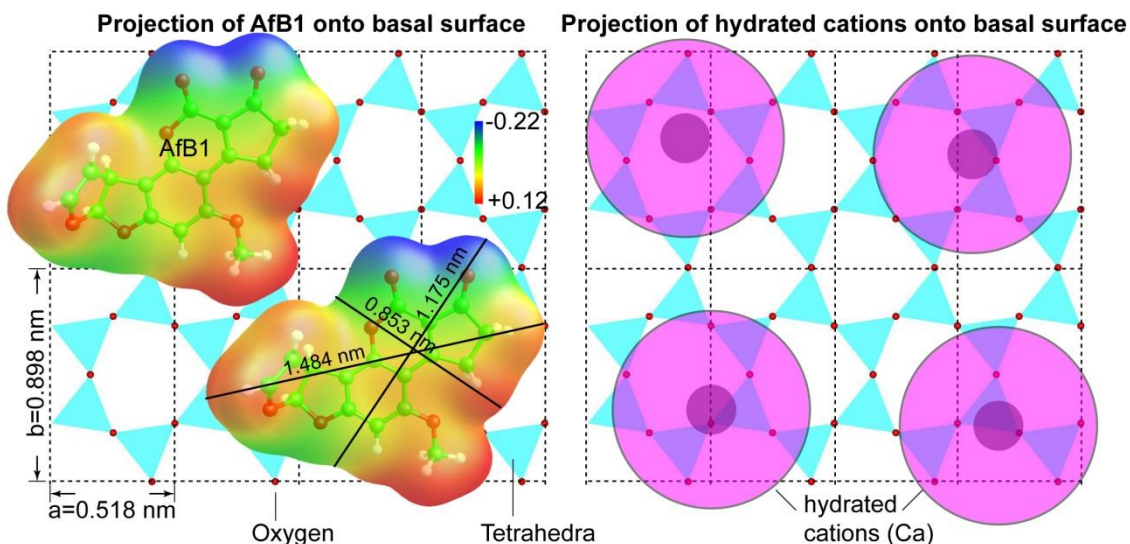 Projection of AfB1 onto basal surface
Projection of hydrated cations onto basal surface
AfB1
-0.22
+0.12
1.175 nm
0.853 nm
1.484 nm
b=0.898 nm
a=0.518 nm
Oxygen
Tetrahedra
hydrated
cations (Ca)